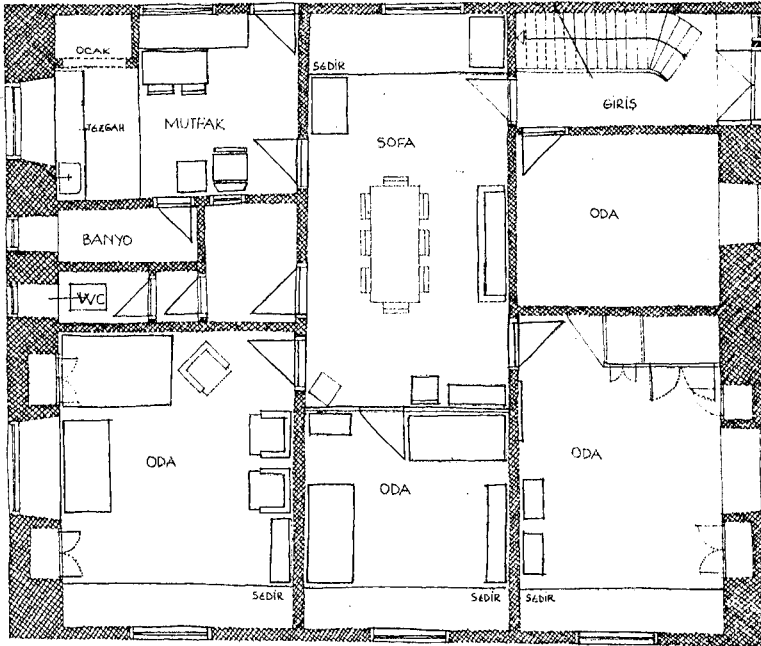 OCAK
SEDİR
TEZGAH
MUTFAK
GİRİŞ
SOFA
ODA
BANYO
WC
ODA
ODA
ODA
SEDİR
SEDİR
SEDİR